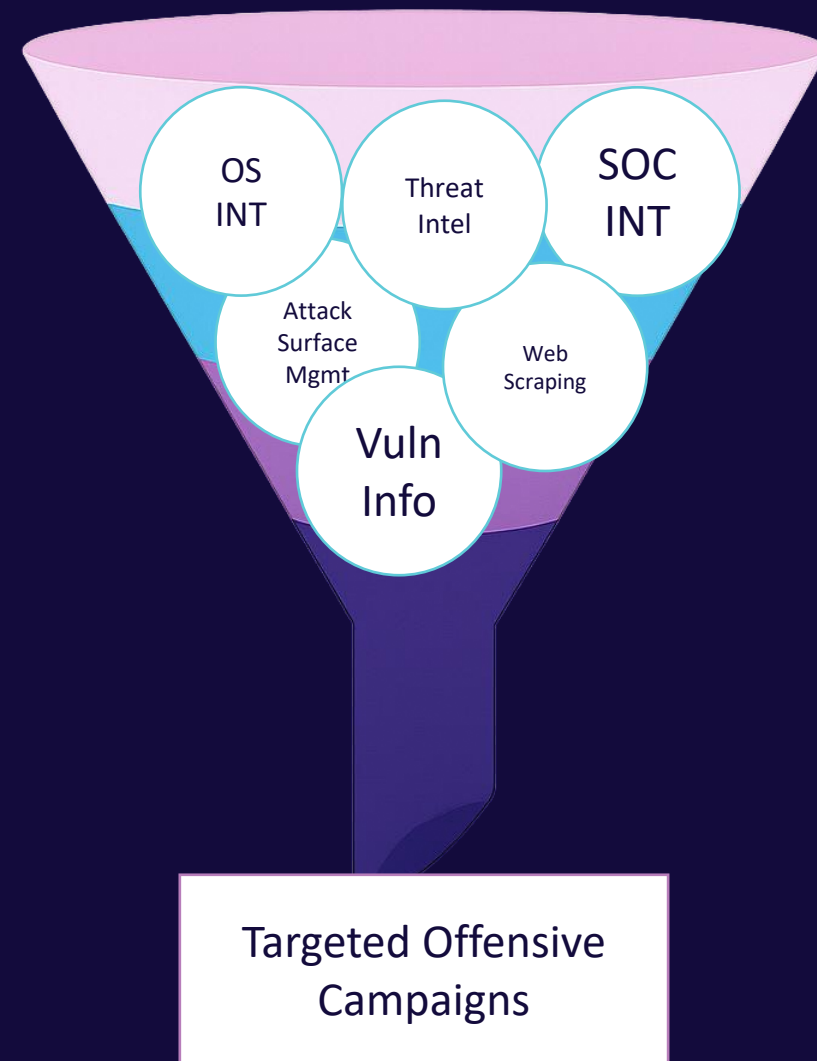 OS
INT
Threat
Intel
SOC
INT
Attack
Surface
Mgmt
Web
Scraping
Vuln
Info
Targeted Offensive
Campaigns